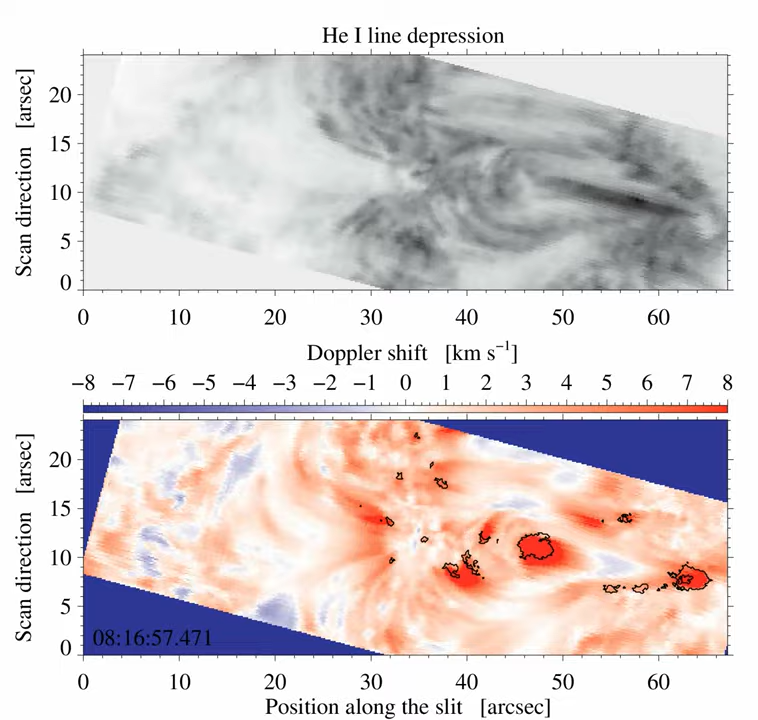 He I line depression
Scan direction [arsec]
20
15
10
5
0
0 10 20 30 40 50 60
Doppler shift [km s⁻¹]
−8 −7 −6 −5 −4 −3 −2 −1 0 1 2 3 4 5 6 7 8
Scan direction [arsec]
20
15
10
5
0
08:16:57.471
0 10 20 30 40 50 60
Position along the slit [arcsec]